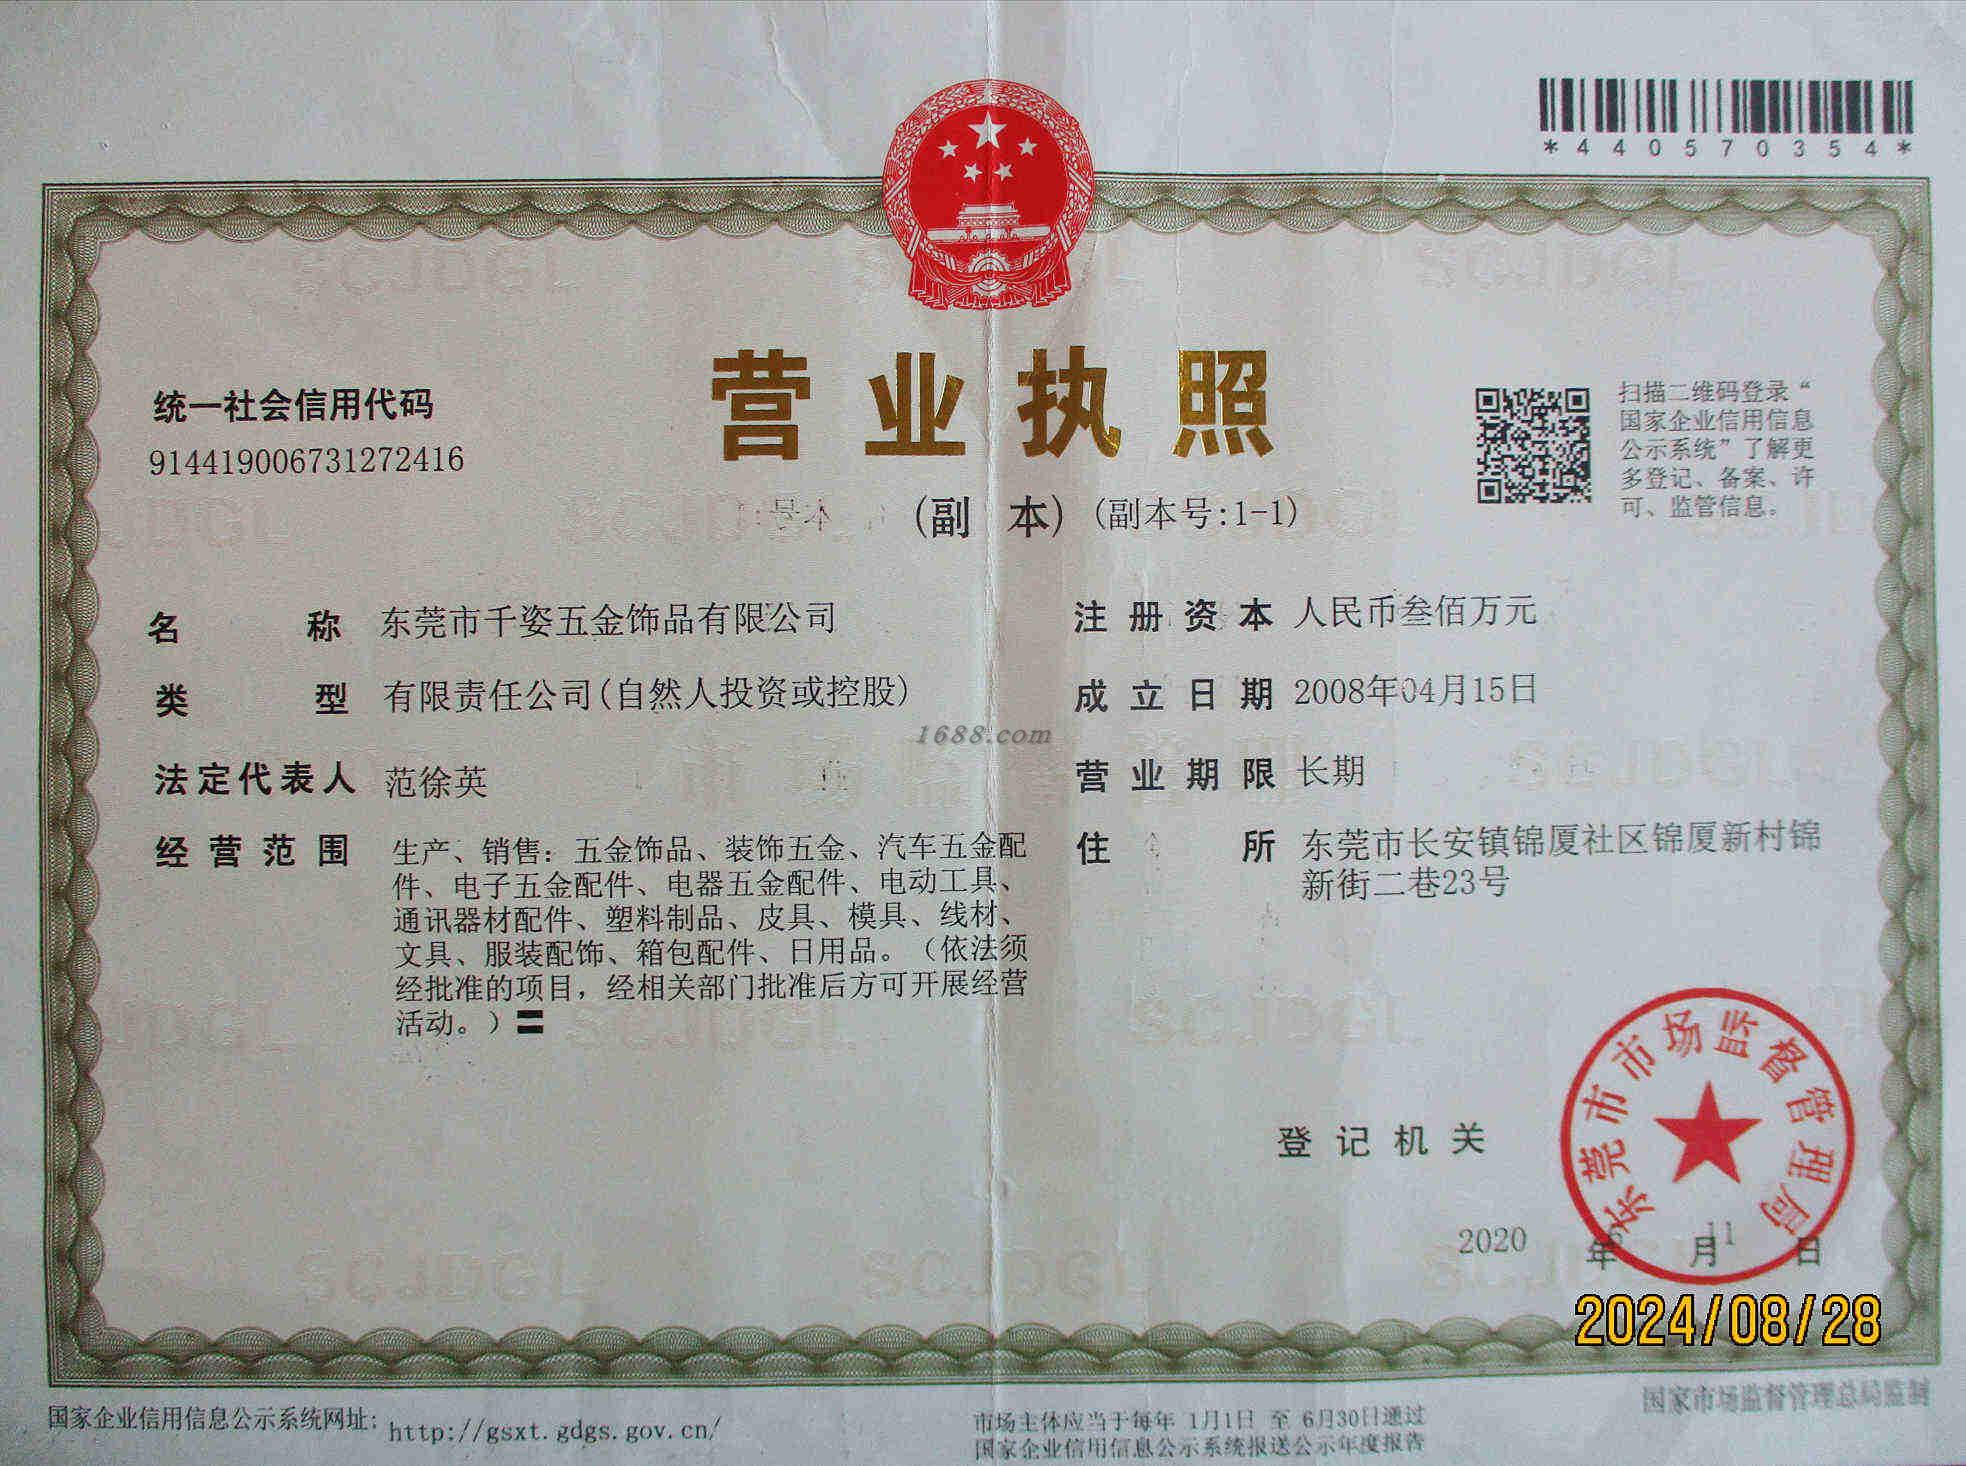 *440570354*
营业执照
统一社会信用代码
914419006731272416
扫描二维码登录“
国家企业信用信息
公示系统”了解更
多登记、备案、许
可、监管信息。
(副 本) (副本号:1-1)
名 称 东莞市千姿五金饰品有限公司
类 型 有限责任公司(自然人投资或控股)
法定代表人 范徐英
经营范围 生产、销售：五金饰品、装饰五金、汽车五金配
件、电子五金配件、电器五金配件、电动工具、
通讯器材配件、塑料制品、皮具、模具、线材、
文具、服装配饰、箱包配件、日用品。（依法须
经批准的项目，经相关部门批准后方可开展经营
活动。）〓
注册资本 人民币叁佰万元
成立日期 2008年04月15日
营业期限 长期
住 所 东莞市长安镇锦厦社区锦厦新村锦
新街二巷23号
1688.com
登记机关
东莞市市场监督管理局
2020 年 月 11 日
2024/08/28
国家企业信用信息公示系统网址: http://gsxt.gdgs.gov.cn/
市场主体应当于每年 1月1日 至 6月30日通过
国家企业信用信息公示系统报送公示年度报告
国家市场监督管理总局监制
SCJDGL